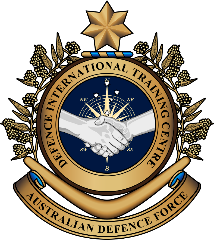 DEFENCE INTERNATIONAL TRAINING CENTRE
AUSTRALIAN DEFENCE FORCE